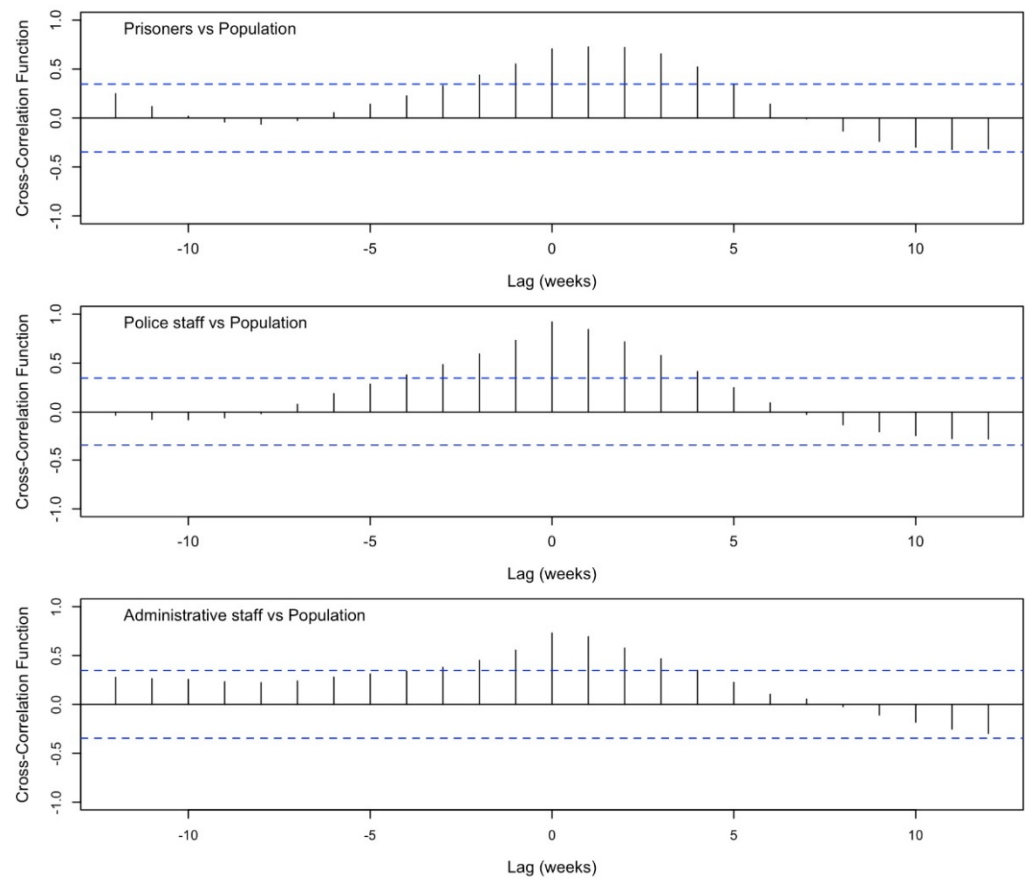 Prisoners vs Population
Cross-Correlation Function
1.0
0.5
0.0
-0.5
-1.0
-10 -5 0 5 10
Lag (weeks)
Police staff vs Population
Cross-Correlation Function
1.0
0.5
0.0
-0.5
-1.0
-10 -5 0 5 10
Lag (weeks)
Administrative staff vs Population
Cross-Correlation Function
1.0
0.5
0.0
-0.5
-1.0
-10 -5 0 5 10
Lag (weeks)